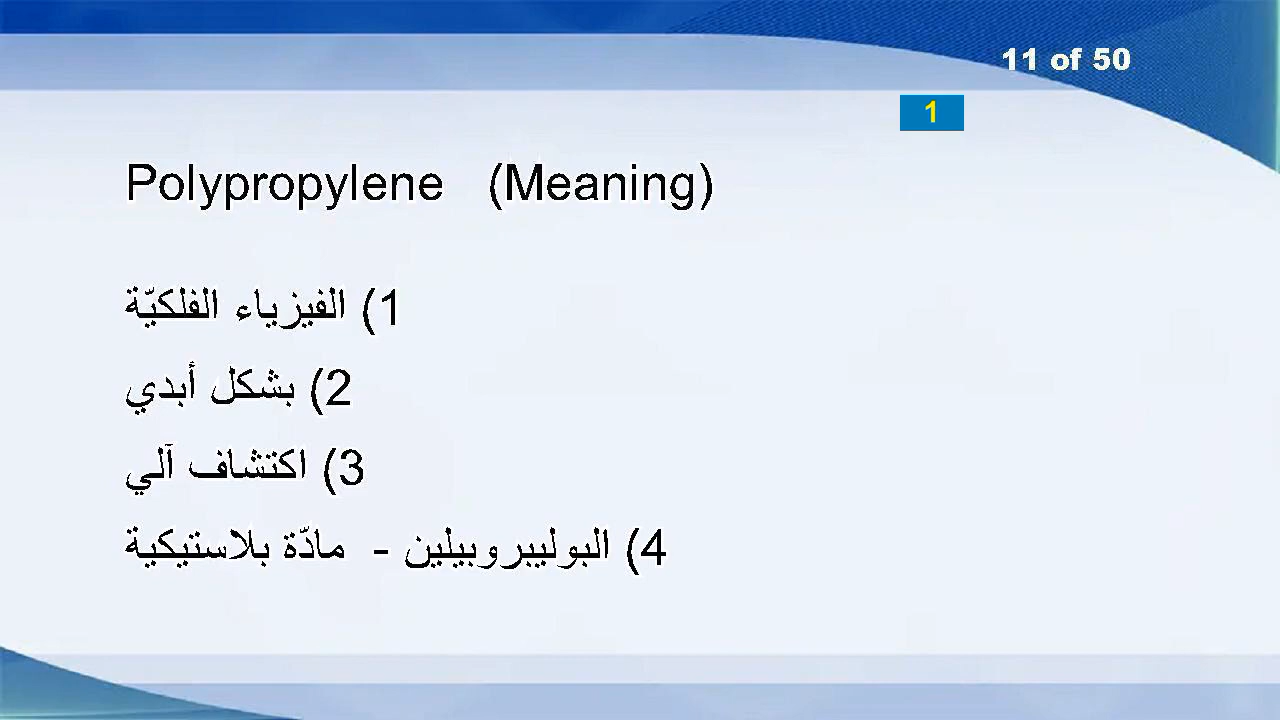 11 of 50
1
Polypropylene (Meaning)
1) الفيزياء الفلكيّة
2) بشكل أبدي
3) اكتشاف آلي
4) البوليبروبيلين - مادّة بلاستيكية